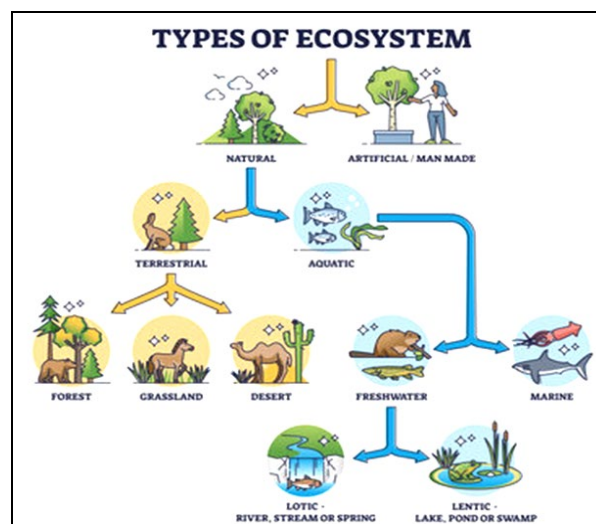 TYPES OF ECOSYSTEM
NATURAL
ARTIFICIAL / MAN MADE
TERRESTRIAL
AQUATIC
FOREST
GRASSLAND
DESERT
FRESHWATER
MARINE
LOTIC -
RIVER, STREAM OR SPRING
LENTIC -
LAKE, POND OR SWAMP